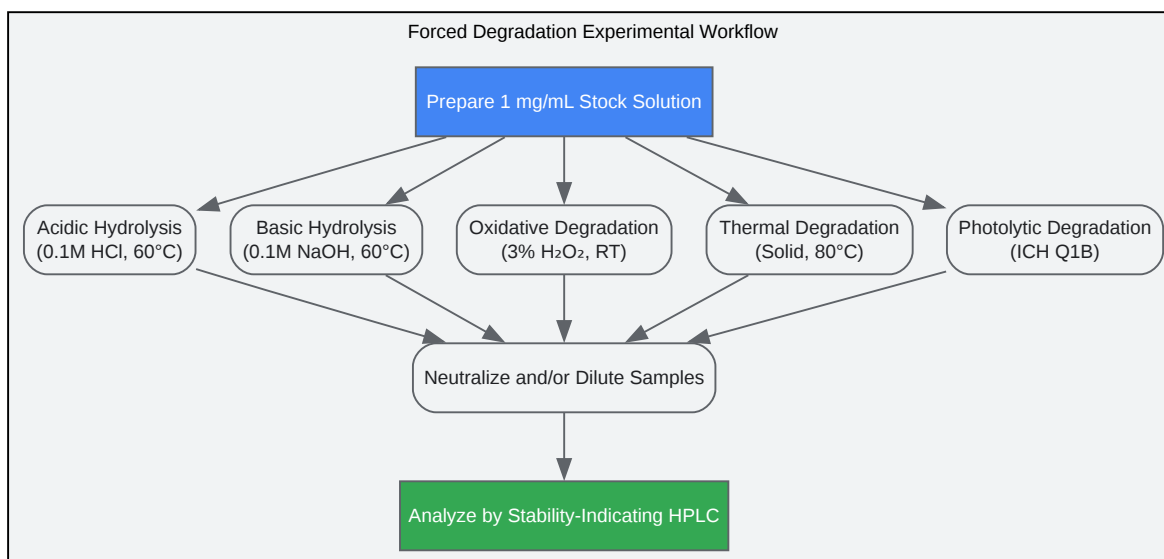 Forced Degradation Experimental Workflow
Prepare 1 mg/mL Stock Solution
Acidic Hydrolysis
(0.1M HCl, 60°C)
Basic Hydrolysis
(0.1M NaOH, 60°C)
Oxidative Degradation
(3% H₂O₂, RT)
Thermal Degradation
(Solid, 80°C)
Photolytic Degradation
(ICH Q1B)
Neutralize and/or Dilute Samples
Analyze by Stability-Indicating HPLC